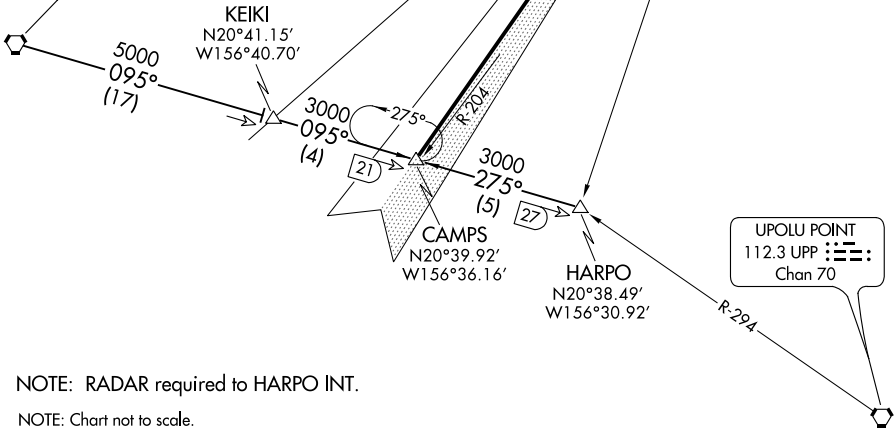 KEIKI
N20°41.15′
W156°40.70′
5000
095°
(17)
3000
095°
(4)
275°
R-204
21
3000
275°
(5)
27
CAMPS
N20°39.92′
W156°36.16′
HARPO
N20°38.49′
W156°30.92′
UPOLU POINT
112.3 UPP
Chan 70
R-294
NOTE: RADAR required to HARPO INT.
NOTE: Chart not to scale.